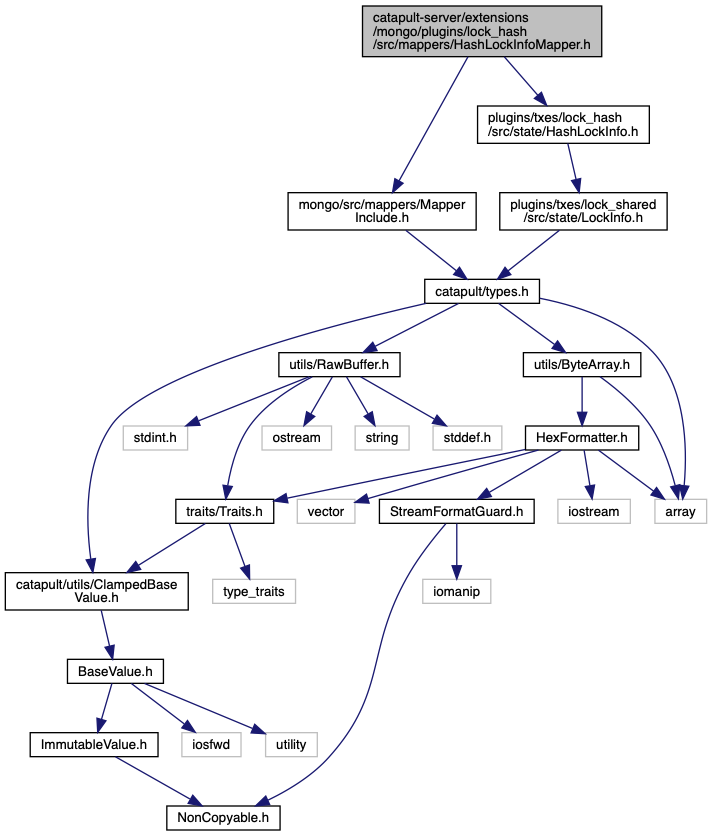 catapult-server/extensions
/mongo/plugins/lock_hash
/src/mappers/HashLockInfoMapper.h
plugins/txes/lock_hash
/src/state/HashLockInfo.h
mongo/src/mappers/Mapper
Include.h
plugins/txes/lock_shared
/src/state/LockInfo.h
catapult/types.h
utils/RawBuffer.h
utils/ByteArray.h
stdint.h
ostream
string
stddef.h
HexFormatter.h
traits/Traits.h
vector
StreamFormatGuard.h
iostream
array
catapult/utils/ClampedBase
Value.h
type_traits
iomanip
BaseValue.h
ImmutableValue.h
iosfwd
utility
NonCopyable.h